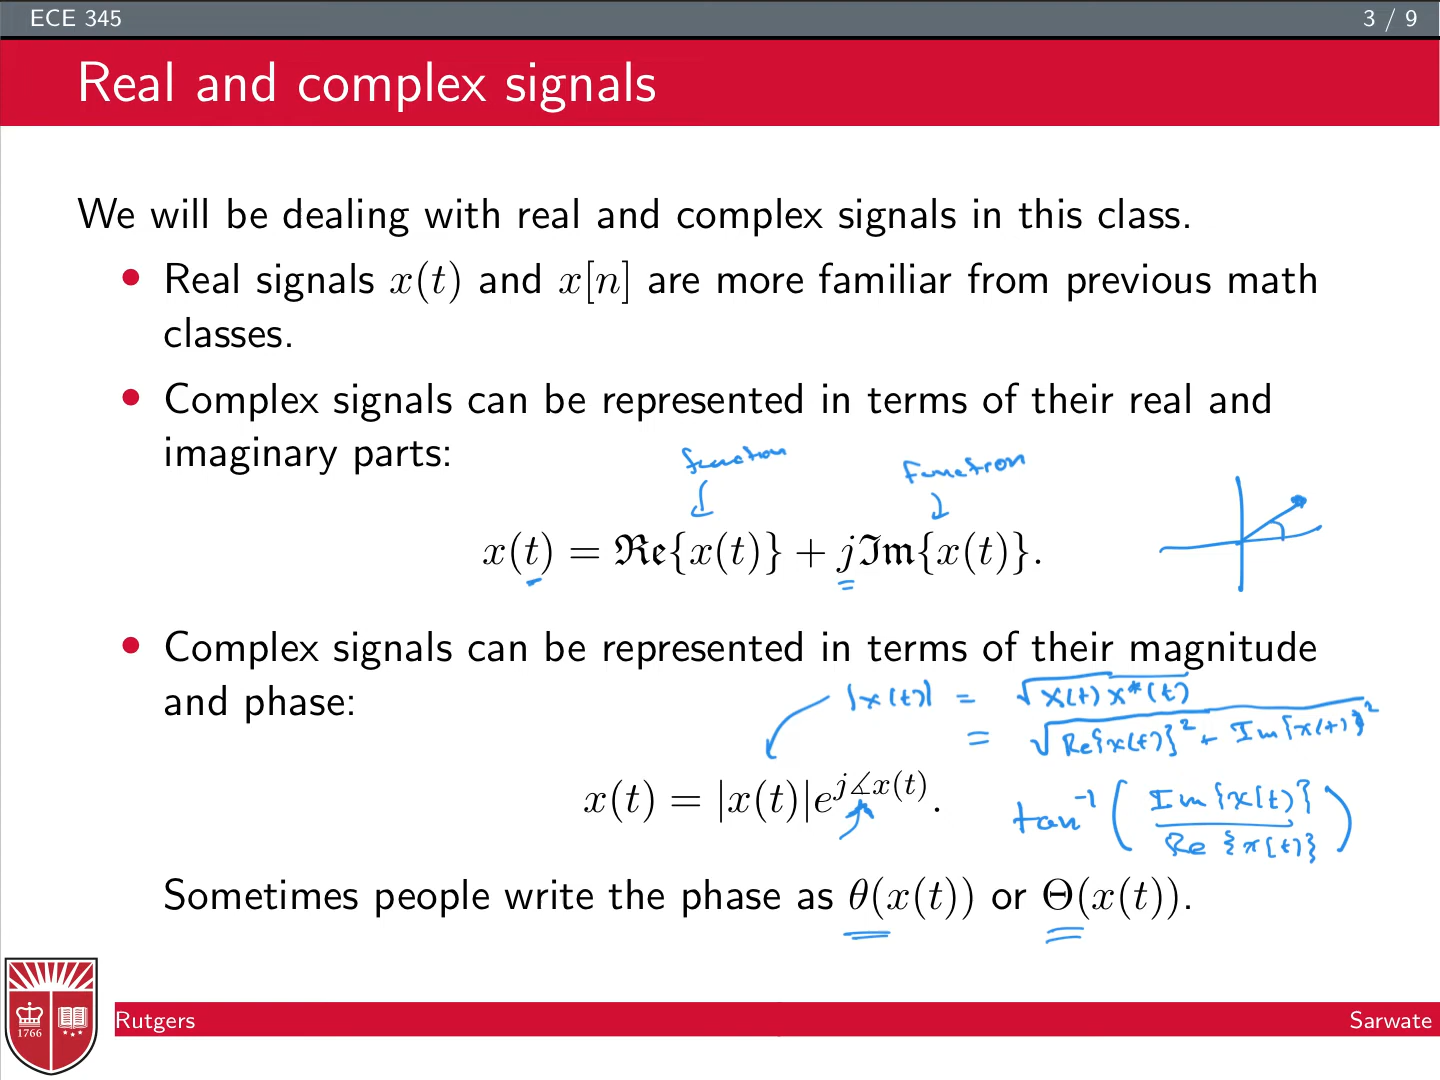 ECE 345
3 / 9
Real and complex signals
We will be dealing with real and complex signals in this class.
• Real signals x(t) and x[n] are more familiar from previous math
classes.
• Complex signals can be represented in terms of their real and
imaginary parts:
function
function
x(t) = ℜe{x(t)} + jℑm{x(t)}.
• Complex signals can be represented in terms of their magnitude
and phase:
|x(t)| = √(x(t) x*(t))
= √(Re{x(t)}² + Im{x(t)}²)
x(t) = |x(t)|e^{j∡x(t)}.
tan⁻¹ ( Im{x(t)} / Re{x(t)} )
Sometimes people write the phase as θ(x(t)) or Θ(x(t)).
1766
Rutgers
Sarwate